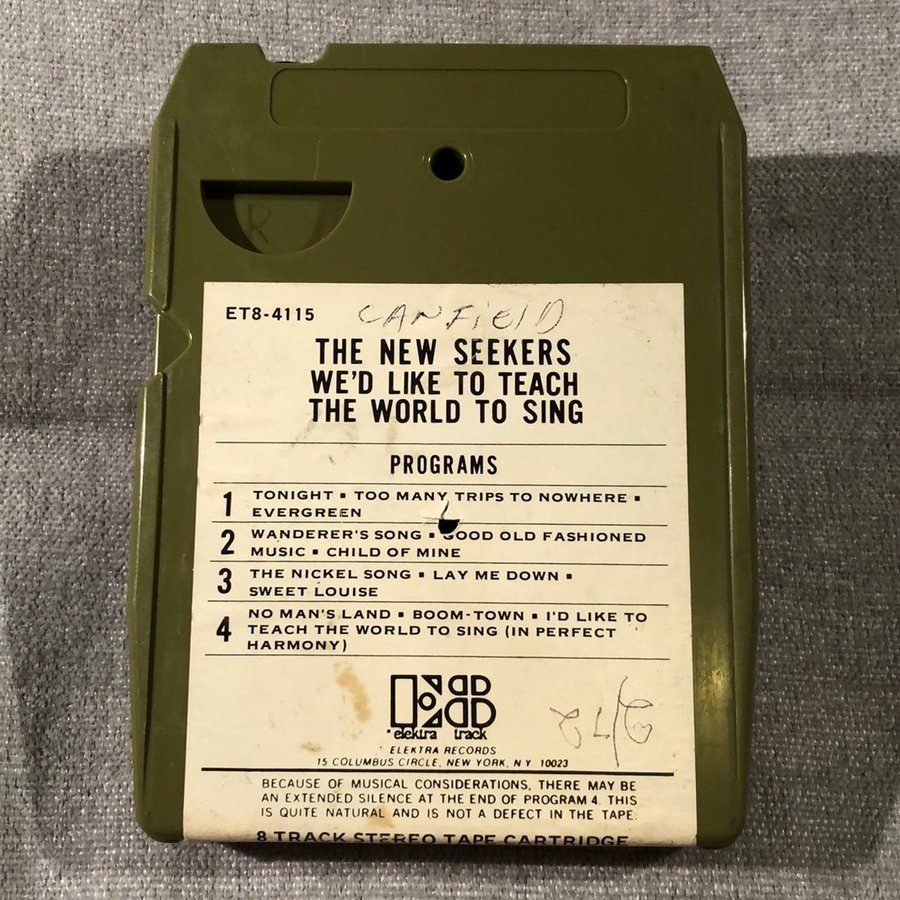 R
ET8-4115 CANFIElD
THE NEW SEEKERS
WE'D LIKE TO TEACH
THE WORLD TO SING
PROGRAMS
1 TONIGHT ▪ TOO MANY TRIPS TO NOWHERE ▪
EVERGREEN
2 WANDERER'S SONG ▪ GOOD OLD FASHIONED
MUSIC ▪ CHILD OF MINE
3 THE NICKEL SONG ▪ LAY ME DOWN ▪
SWEET LOUISE
4 NO MAN'S LAND ▪ BOOM-TOWN ▪ I'D LIKE TO
TEACH THE WORLD TO SING (IN PERFECT
HARMONY)
elektra track
ELEKTRA RECORDS
15 COLUMBUS CIRCLE, NEW YORK, N.Y. 10023
BECAUSE OF MUSICAL CONSIDERATIONS, THERE MAY BE
AN EXTENDED SILENCE AT THE END OF PROGRAM 4. THIS
IS QUITE NATURAL AND IS NOT A DEFECT IN THE TAPE.
8 TRACK STEREO TAPE CARTRIDGE